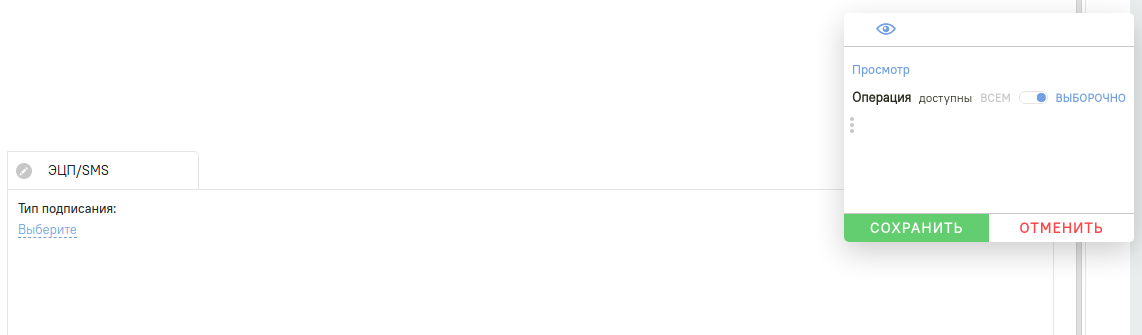 Просмотр
Операция доступны ВСЕМ ВЫБОРОЧНО
ЭЦП/SMS
Тип подписания:
Выберите
СОХРАНИТЬ ОТМЕНИТЬ